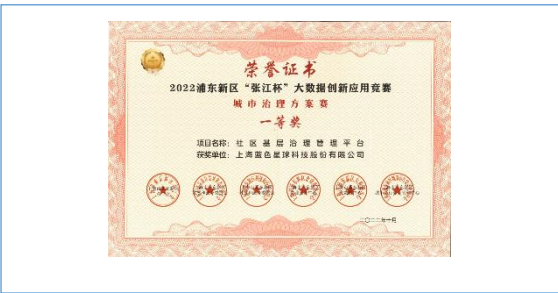 荣誉证书
2022浦东新区“张江杯”大数据创新应用竞赛
城市治理方案赛
一等奖
项目名称：社区基层治理管理平台
获奖单位：上海蓝色星球科技股份有限公司